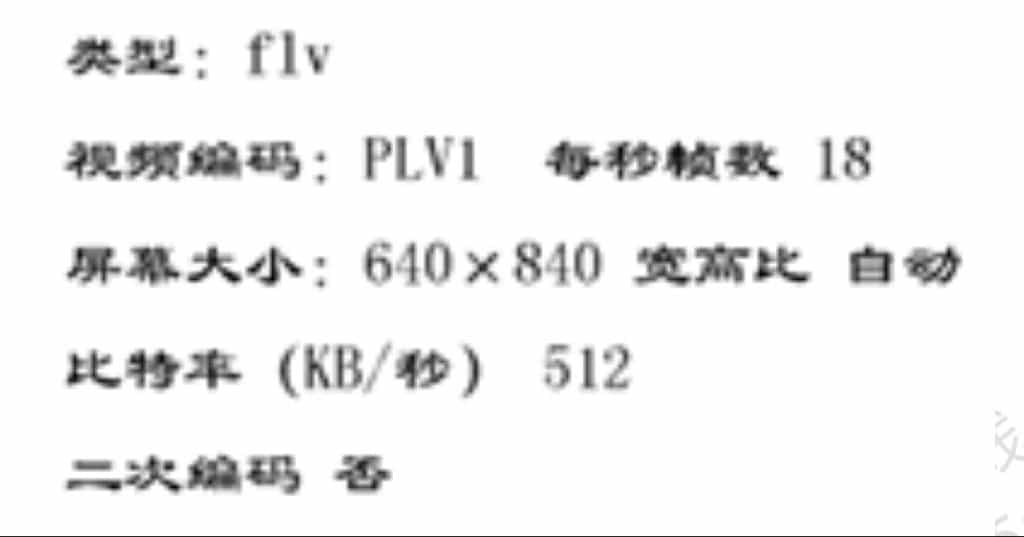 类型：flv
视频编码：PLV1 每秒帧数 18
屏幕大小：640×840 宽高比 自动
比特率（KB/秒） 512
二次编码 否